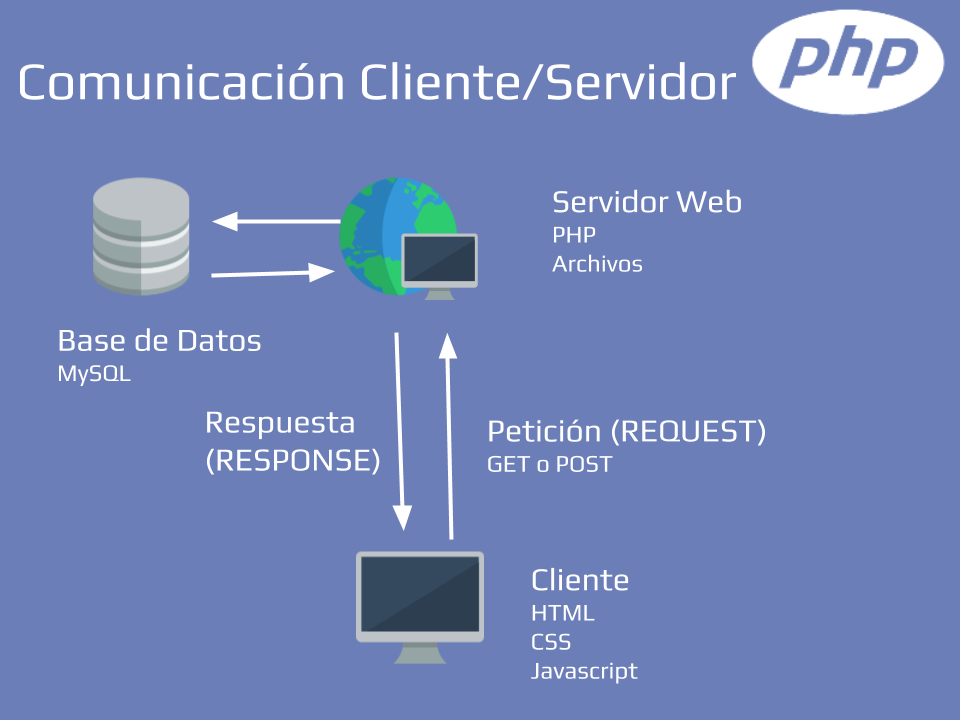 Comunicación Cliente/Servidor
php
Servidor Web
PHP
Archivos
Base de Datos
MySQL
Respuesta
(RESPONSE)
Petición (REQUEST)
GET o POST
Cliente
HTML
CSS
Javascript